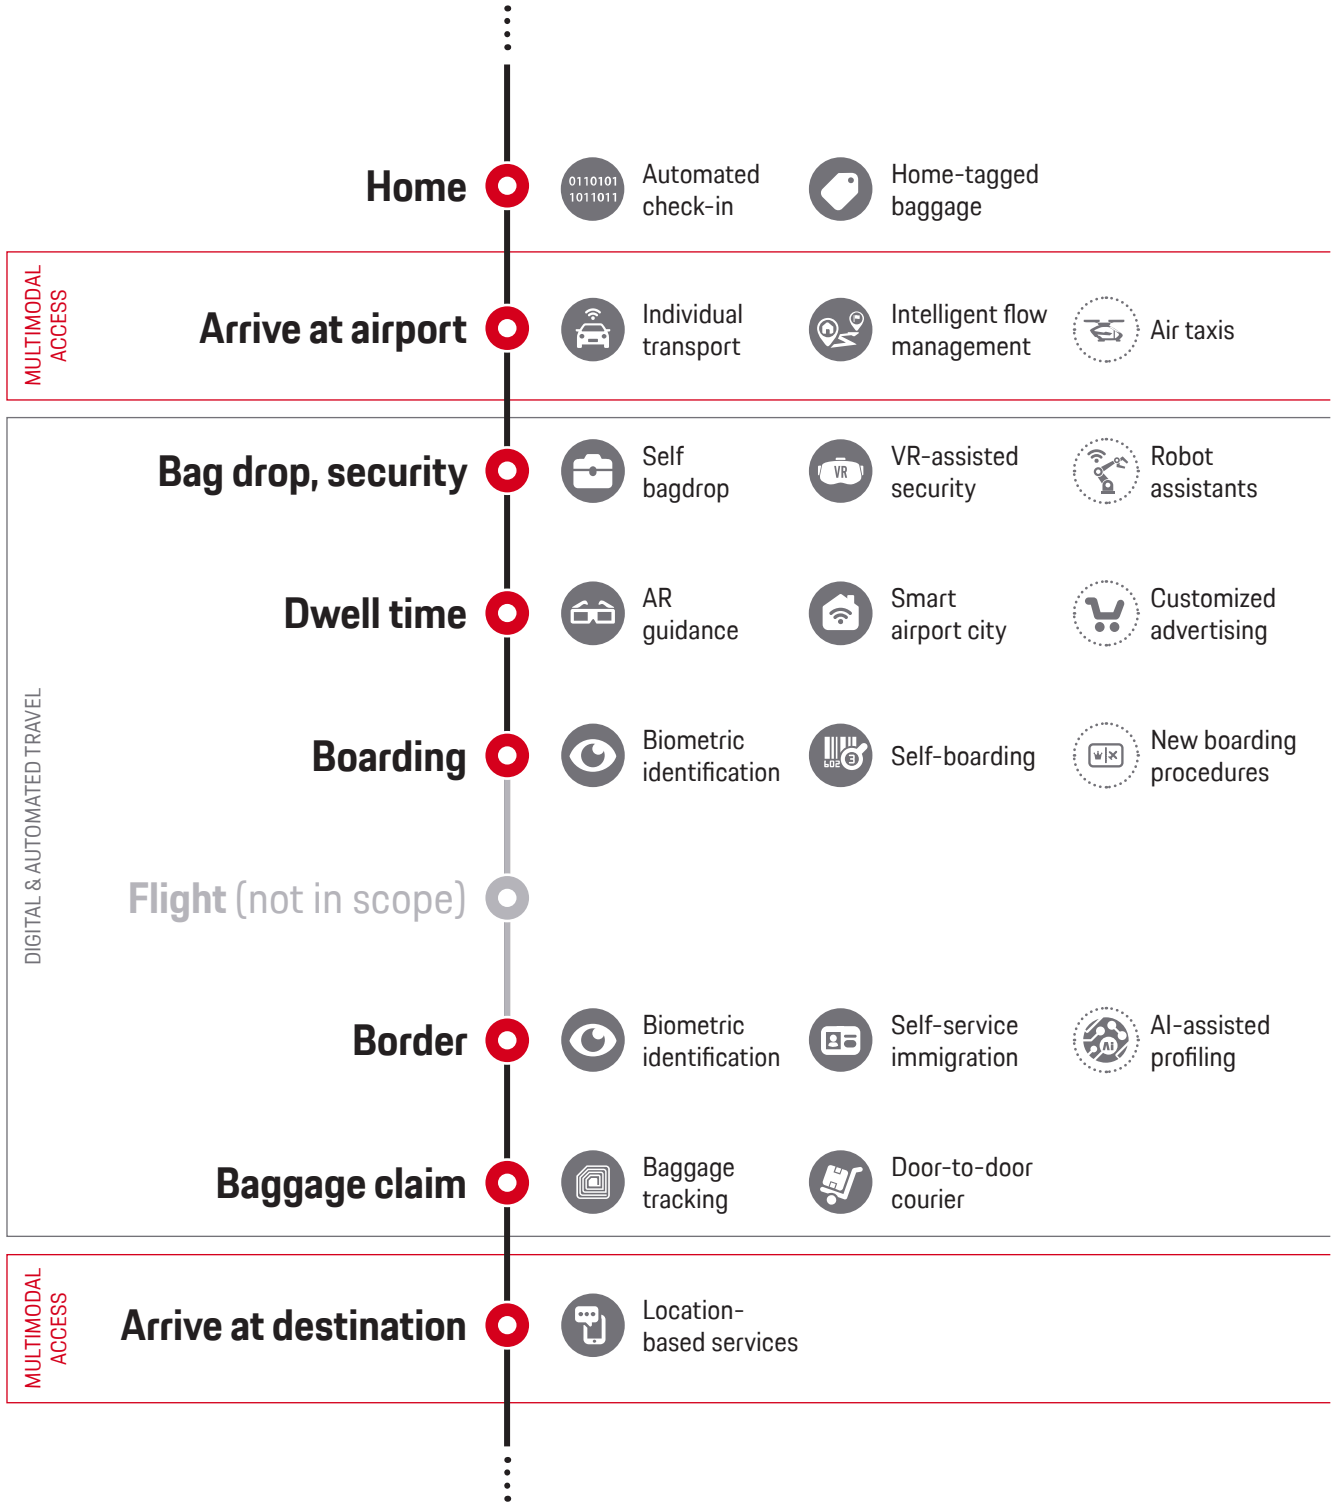 Home
0110101
1011011
Automated
check-in
Home-tagged
baggage
MULTIMODAL
ACCESS
Arrive at airport
Individual
transport
Intelligent flow
management
Air taxis
DIGITAL & AUTOMATED TRAVEL
Bag drop, security
Self
bagdrop
VR
VR-assisted
security
Robot
assistants
Dwell time
AR
guidance
Smart
airport city
Customized
advertising
Boarding
Biometric
identification
602
3
Self-boarding
New boarding
procedures
Flight (not in scope)
Border
Biometric
identification
Self-service
immigration
Ai
AI-assisted
profiling
Baggage claim
Baggage
tracking
Door-to-door
courier
MULTIMODAL
ACCESS
Arrive at destination
Location-
based services